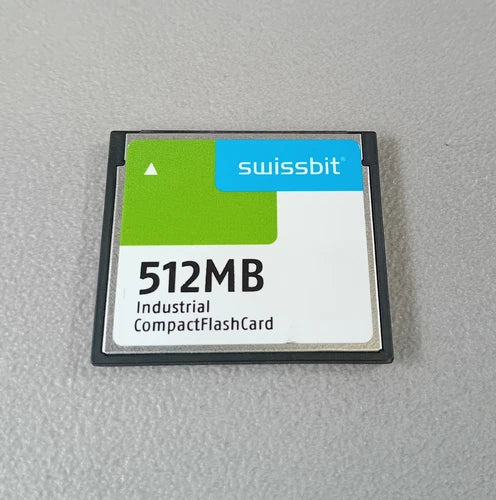 swissbit®
512MB
Industrial
CompactFlashCard